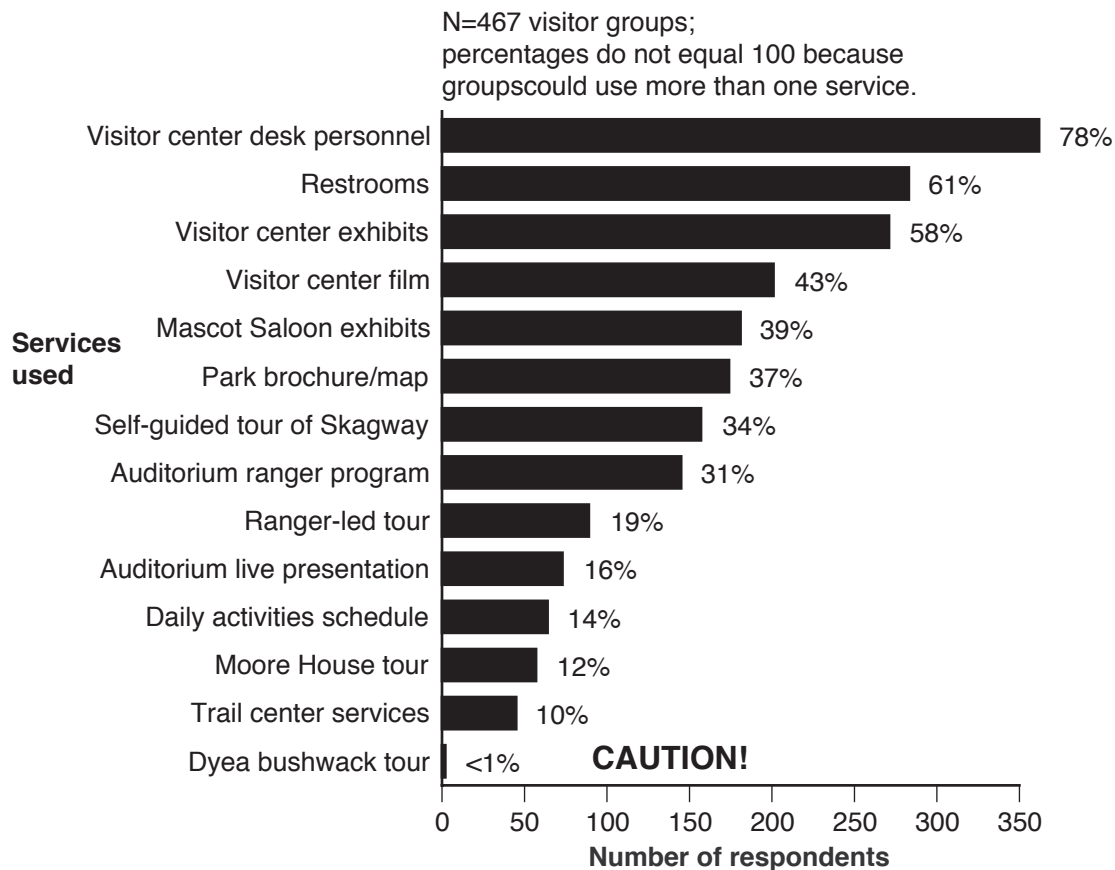 N=467 visitor groups;
percentages do not equal 100 because
groupscould use more than one service.
Visitor center desk personnel 78%
Restrooms 61%
Visitor center exhibits 58%
Visitor center film 43%
Mascot Saloon exhibits 39%
Services
used
Park brochure/map 37%
Self-guided tour of Skagway 34%
Auditorium ranger program 31%
Ranger-led tour 19%
Auditorium live presentation 16%
Daily activities schedule 14%
Moore House tour 12%
Trail center services 10%
Dyea bushwack tour <1% CAUTION!
0 50 100 150 200 250 300 350
Number of respondents